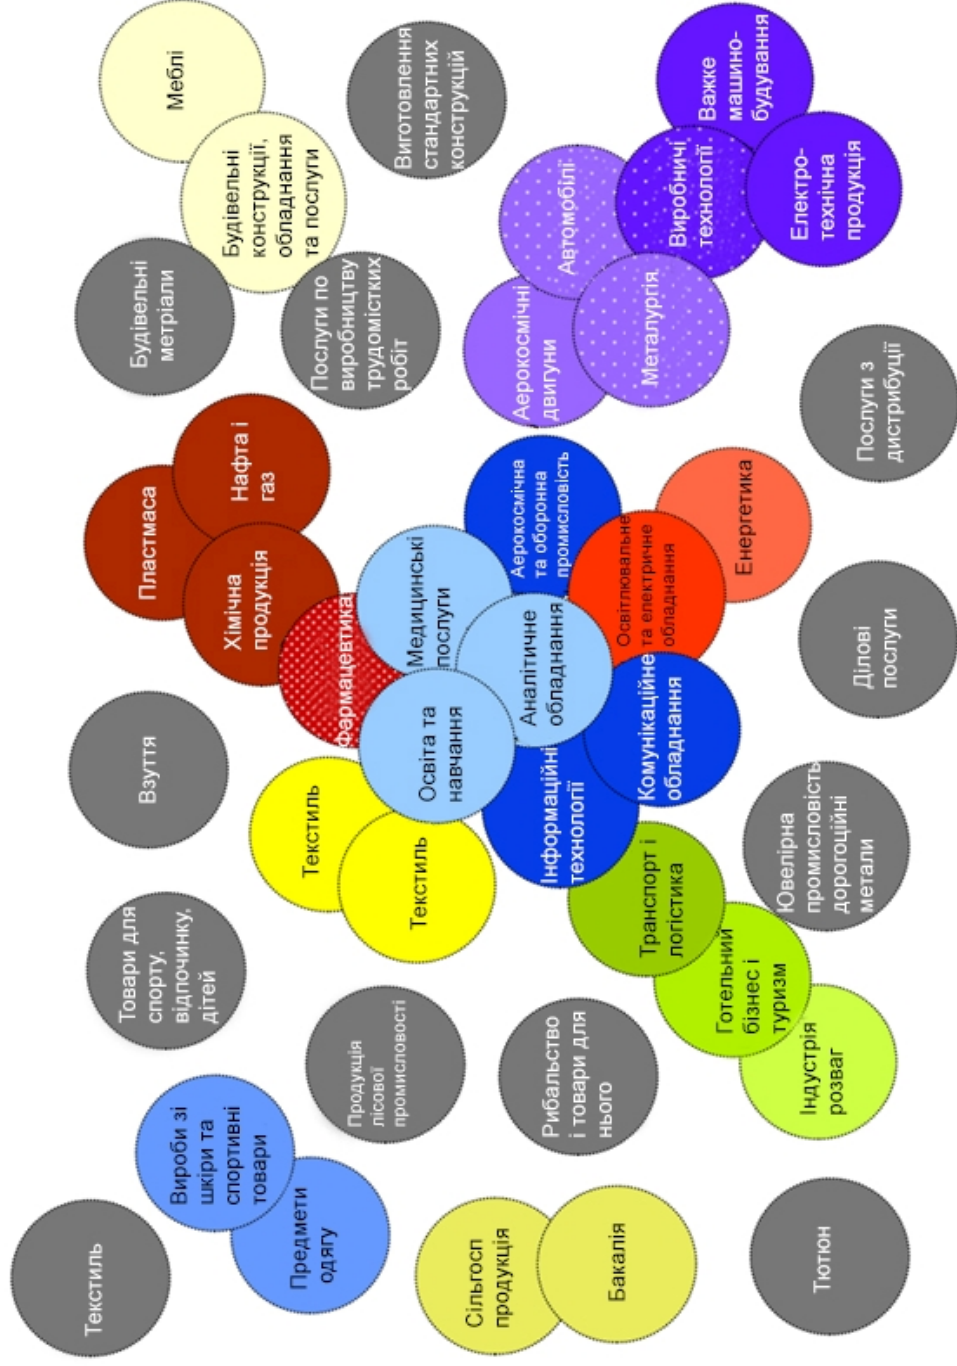 Текстиль
Вироби зі
шкіри та
спортивні
товари
Предмети
одягу
Сільгосп
продукція
Бакалія
Тютюн
Товари для
спорту,
відпочинку,
дітей
Продукція
лісової
промисловості
Рибальство
і товари для
нього
Індустрія
розваг
Готельний
бізнес і
туризм
Транспорт і
логістика
Ювелірна
промисловість
дорогоційні
метали
Взуття
Текстиль
Текстиль
Освіта та
навчання
Інформаційні
технології
Комунікаційне
обладнання
Аналітичне
обладнання
Медицинські
послуги
Фармацевтика
Хімічна
продукція
Пластмаса
Нафта і
газ
Аерокосмічна
та оборонна
промисловість
Освітлювальне
та електричне
обладнання
Енергетика
Ділові
послуги
Послуги з
дистрибуції
Будівельні
метріали
Послуги по
виробництву
трудомістких
робіт
Будівельні
конструкції,
обладнання
та послуги
Меблі
Виготовлення
стандартних
конструкцій
Аерокосмічні
двигуни
Автомобілі
Металургія
Виробничі
технології
Важке
машино-
будування
Електро-
технічна
продукція